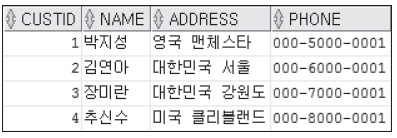 CUSTID NAME ADDRESS PHONE
1 박지성 영국 맨체스타 000-5000-0001
2 김연아 대한민국 서울 000-6000-0001
3 장미란 대한민국 강원도 000-7000-0001
4 추신수 미국 클리블랜드 000-8000-0001